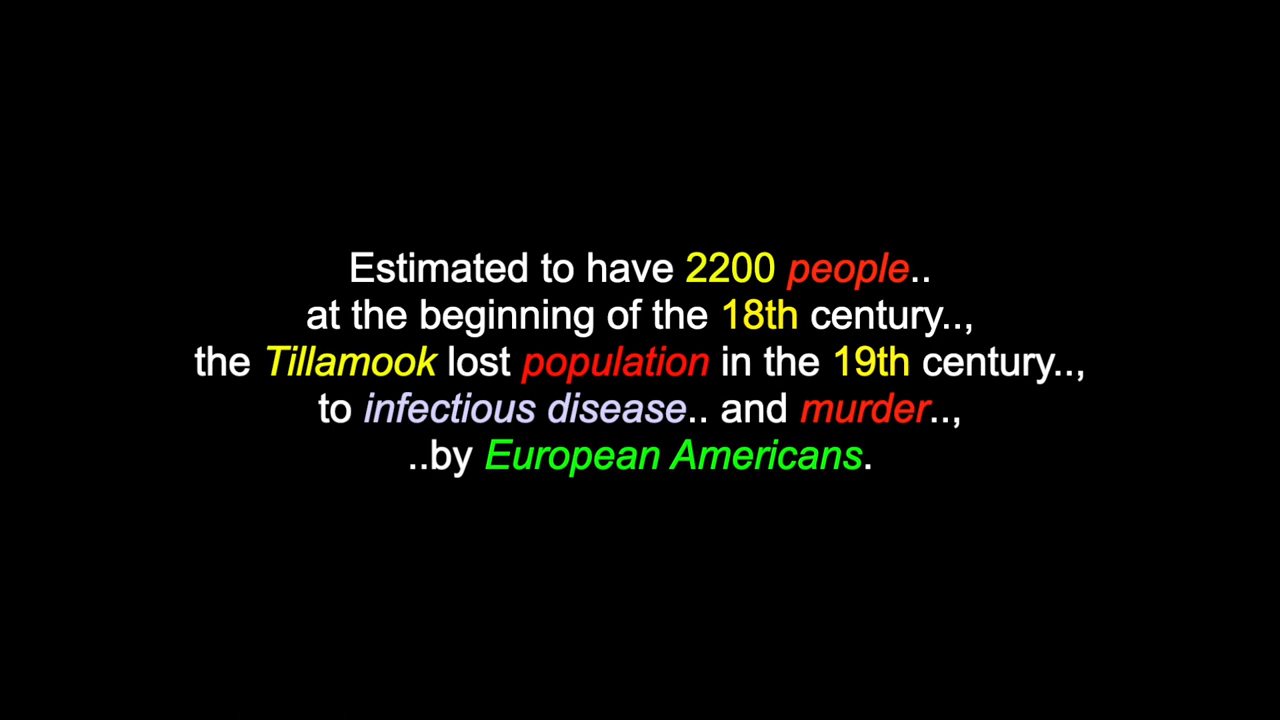 Estimated to have 2200 people..
at the beginning of the 18th century..,
the Tillamook lost population in the 19th century..,
to infectious disease.. and murder..,
..by European Americans.